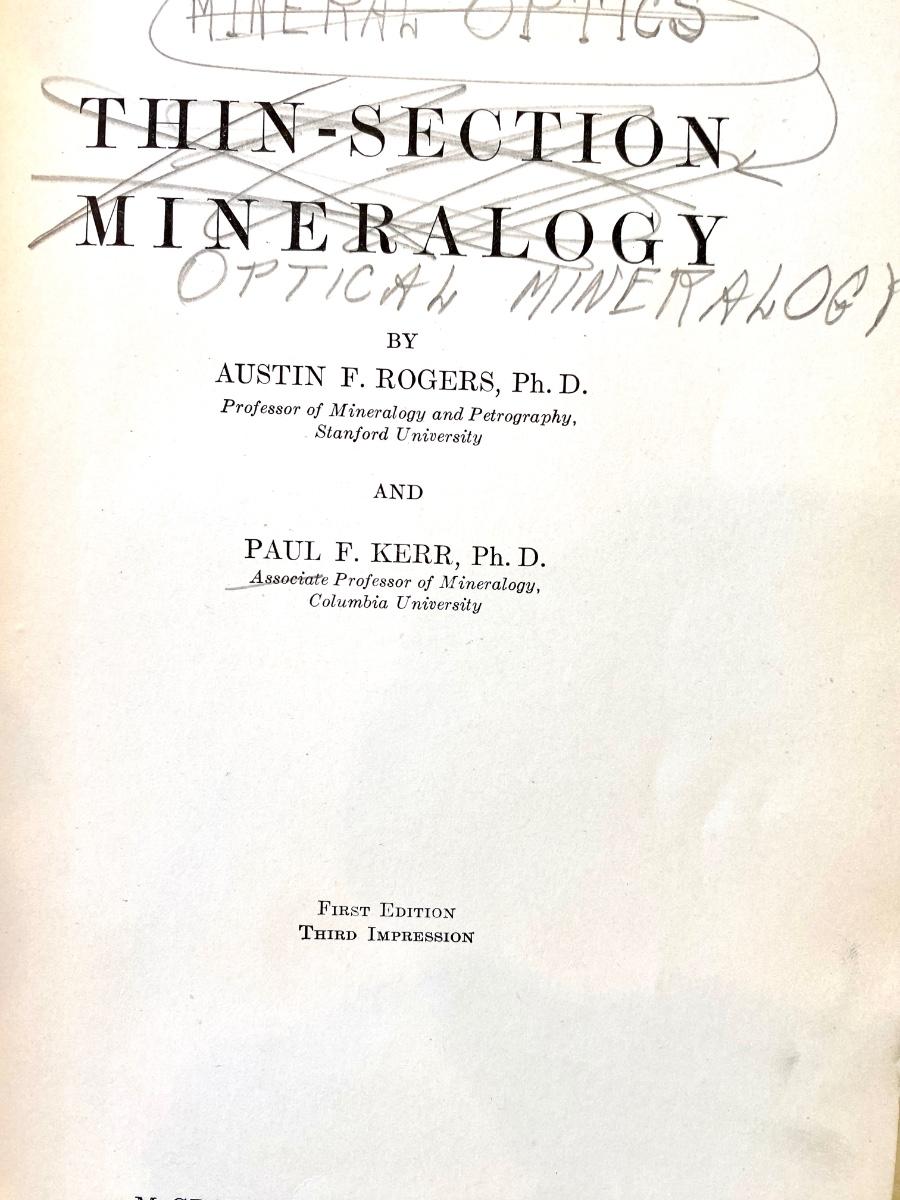 MINERAL OPTICS
THIN-SECTION
MINERALOGY
OPTICAL MINERALOGY
BY
AUSTIN F. ROGERS, Ph. D.
Professor of Mineralogy and Petrography,
Stanford University
AND
PAUL F. KERR, Ph. D.
Associate Professor of Mineralogy,
Columbia University
FIRST EDITION
THIRD IMPRESSION